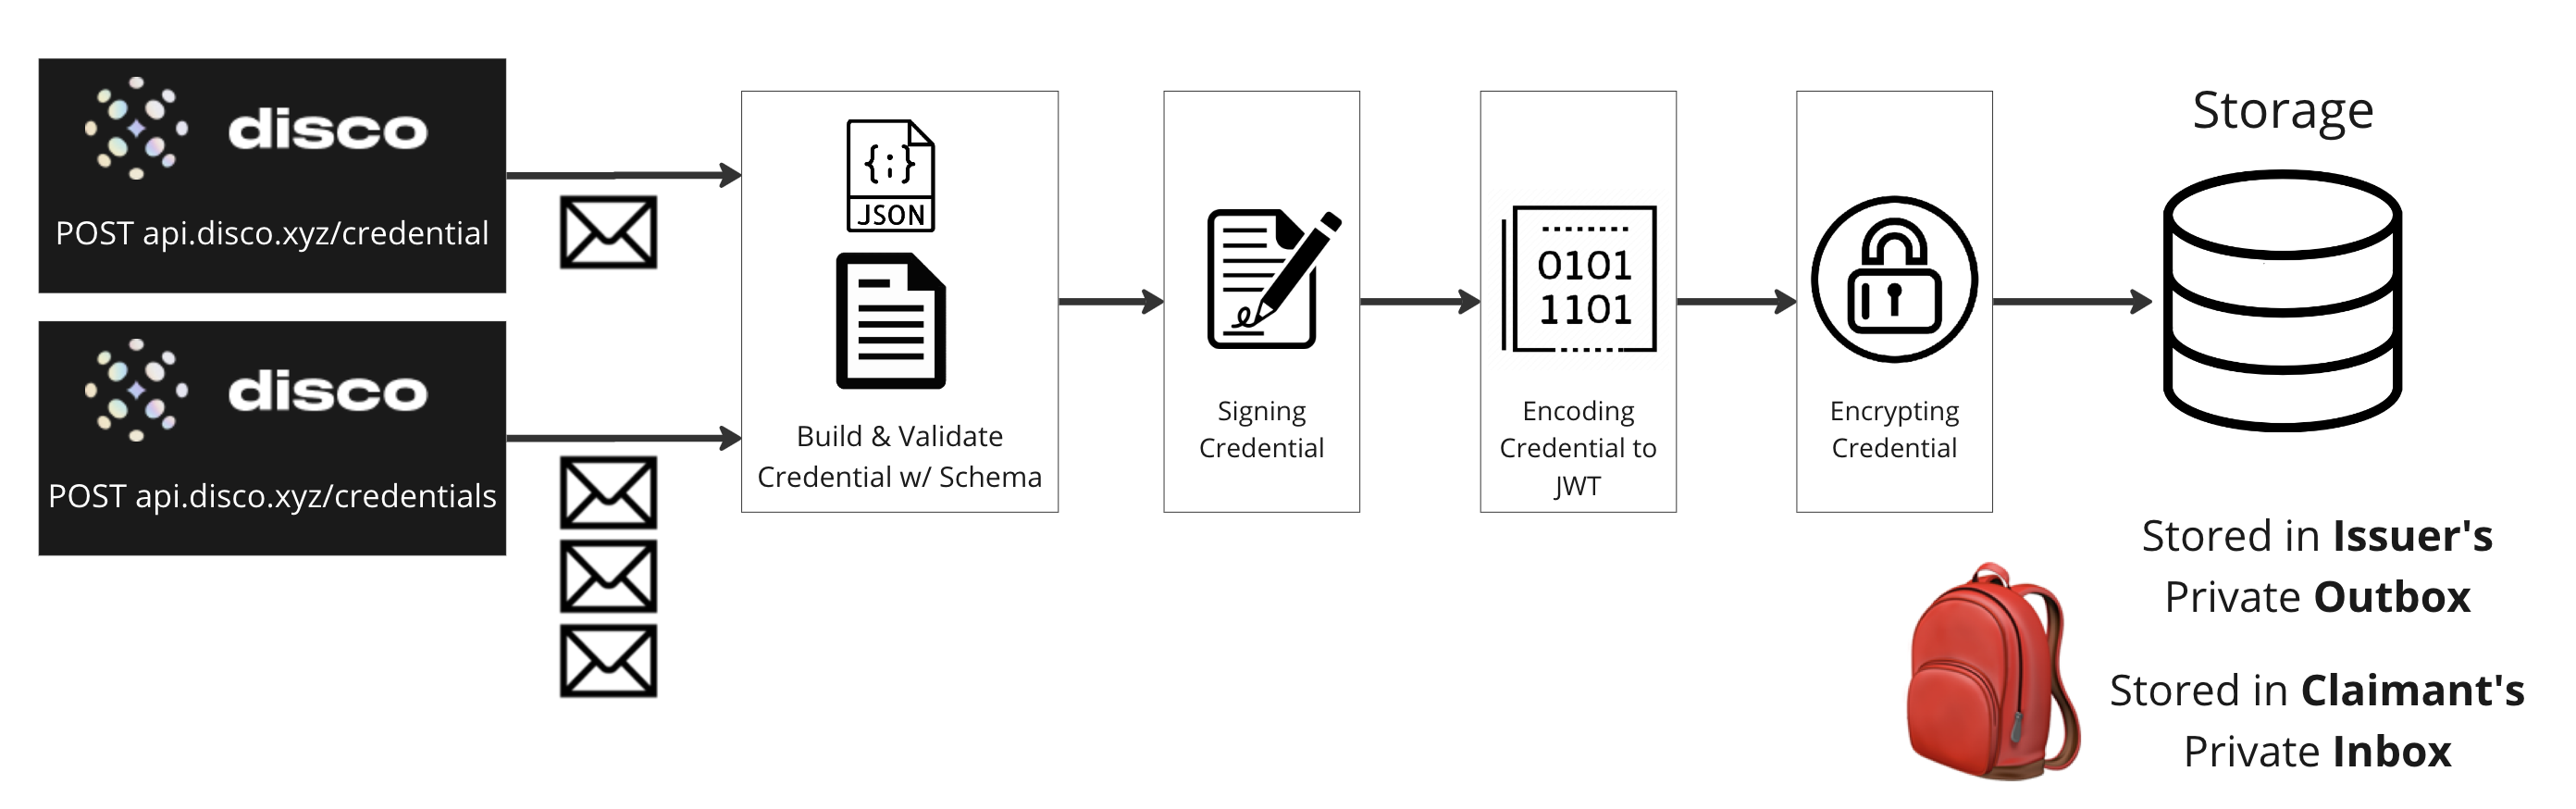 disco
POST api.disco.xyz/credential
disco
POST api.disco.xyz/credentials
{;}
JSON
Build & Validate
Credential w/ Schema
Signing
Credential
0101
1101
Encoding
Credential to
JWT
Encrypting
Credential
Storage
Stored in Issuer's
Private Outbox
Stored in Claimant's
Private Inbox